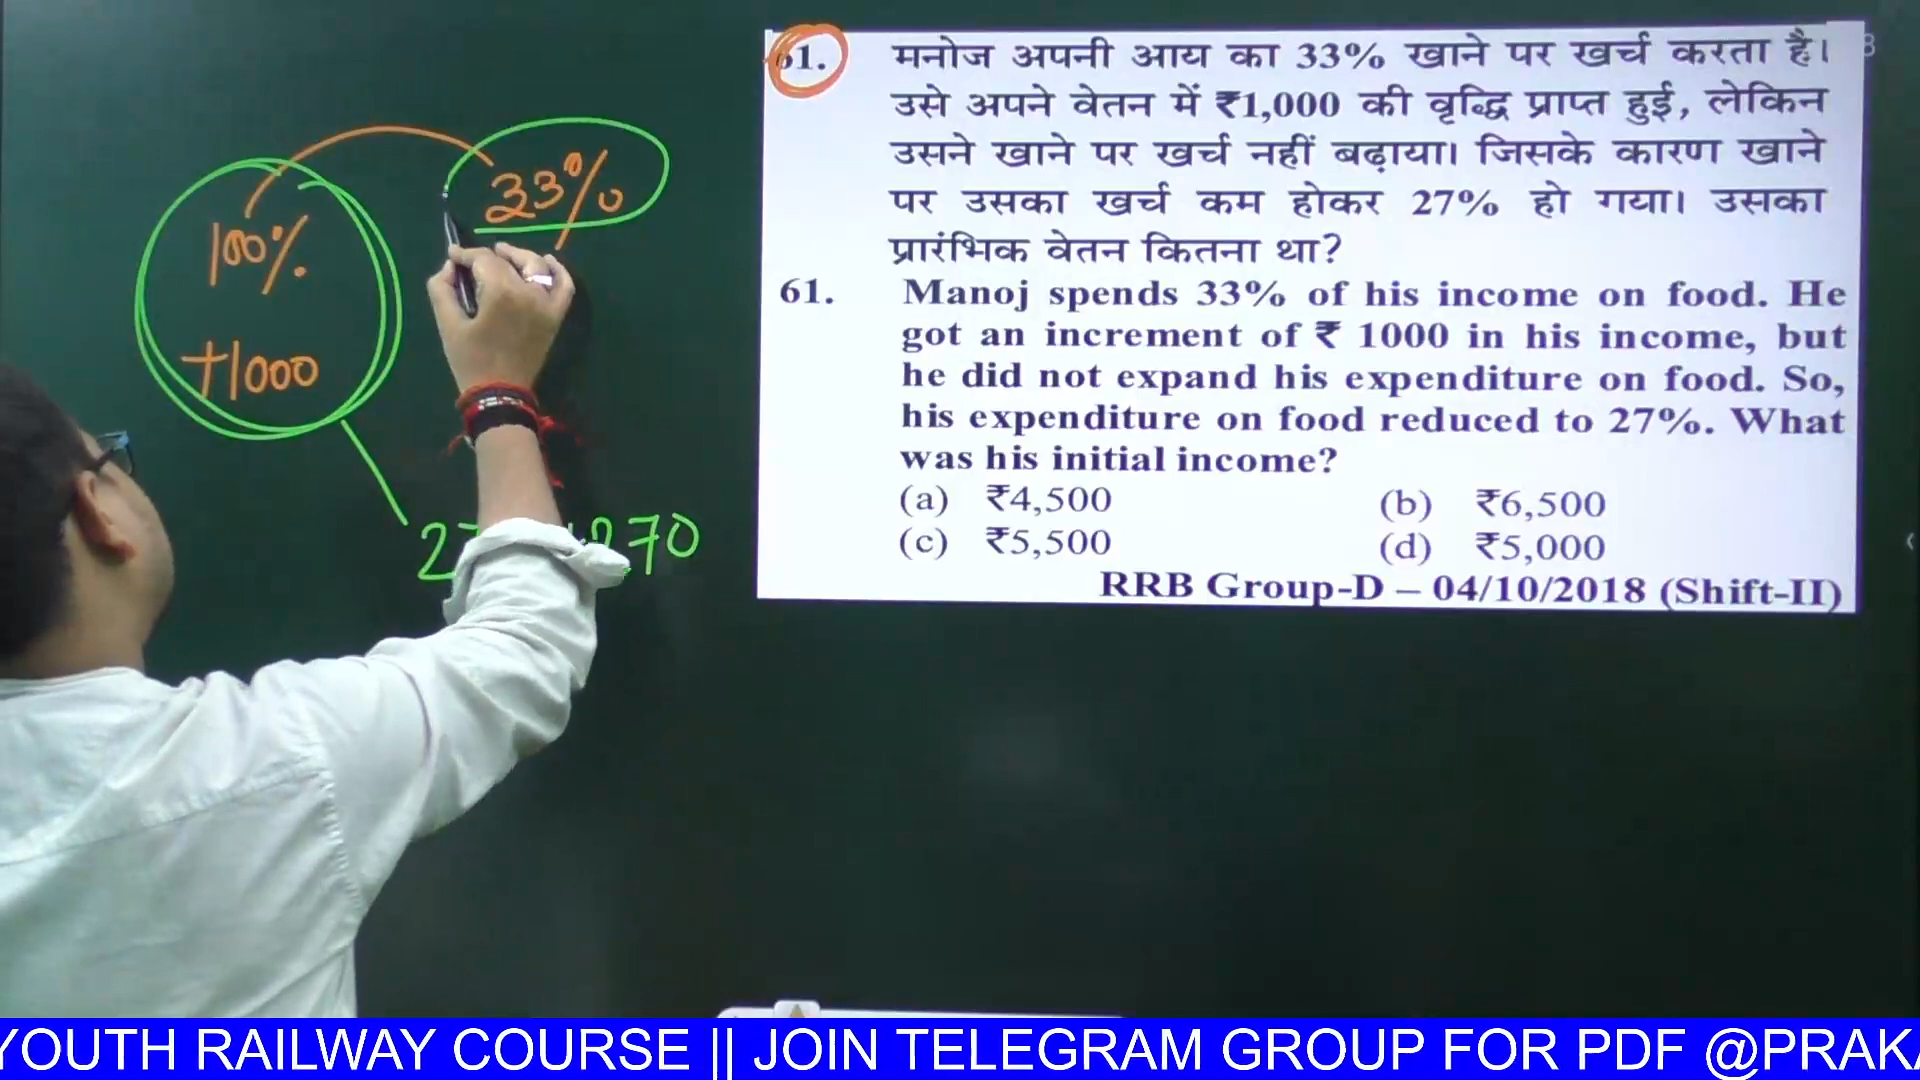 61. मनोज अपनी आय का 33% खाने पर खर्च करता है।
उसे अपने वेतन में ₹1,000 की वृद्धि प्राप्त हुई, लेकिन
उसने खाने पर खर्च नहीं बढ़ाया। जिसके कारण खाने
पर उसका खर्च कम होकर 27% हो गया। उसका
प्रारंभिक वेतन कितना था?
61. Manoj spends 33% of his income on food. He
got an increment of ₹ 1000 in his income, but
he did not expand his expenditure on food. So,
his expenditure on food reduced to 27%. What
was his initial income?
(a) ₹4,500 (b) ₹6,500
(c) ₹5,500 (d) ₹5,000
RRB Group-D – 04/10/2018 (Shift-II)
33%
100%
+1000
270
YOUTH RAILWAY COURSE || JOIN TELEGRAM GROUP FOR PDF